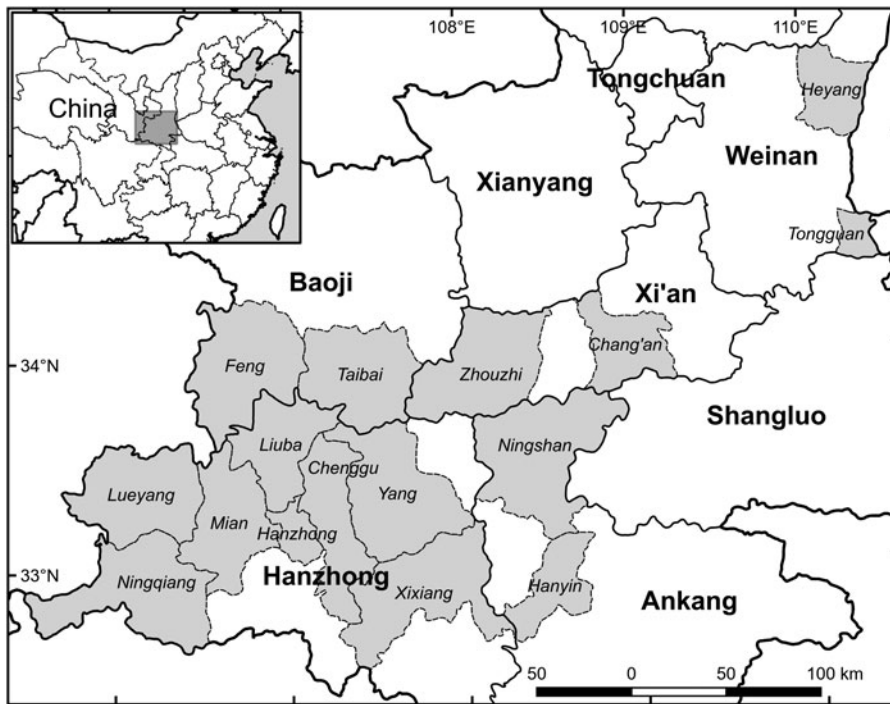 108°E 109°E 110°E
China
Tongchuan
Heyang
Weinan
Xianyang
Tongguan
Baoji
Xi'an
34°N
Feng
Taibai
Zhouzhi
Chang'an
Shangluo
Liuba
Ningshan
Chenggu
Lueyang
Yang
Mian
Hanzhong
33°N
Ningqiang
Hanzhong
Xixiang
Hanyin
Ankang
50 0 50 100 km